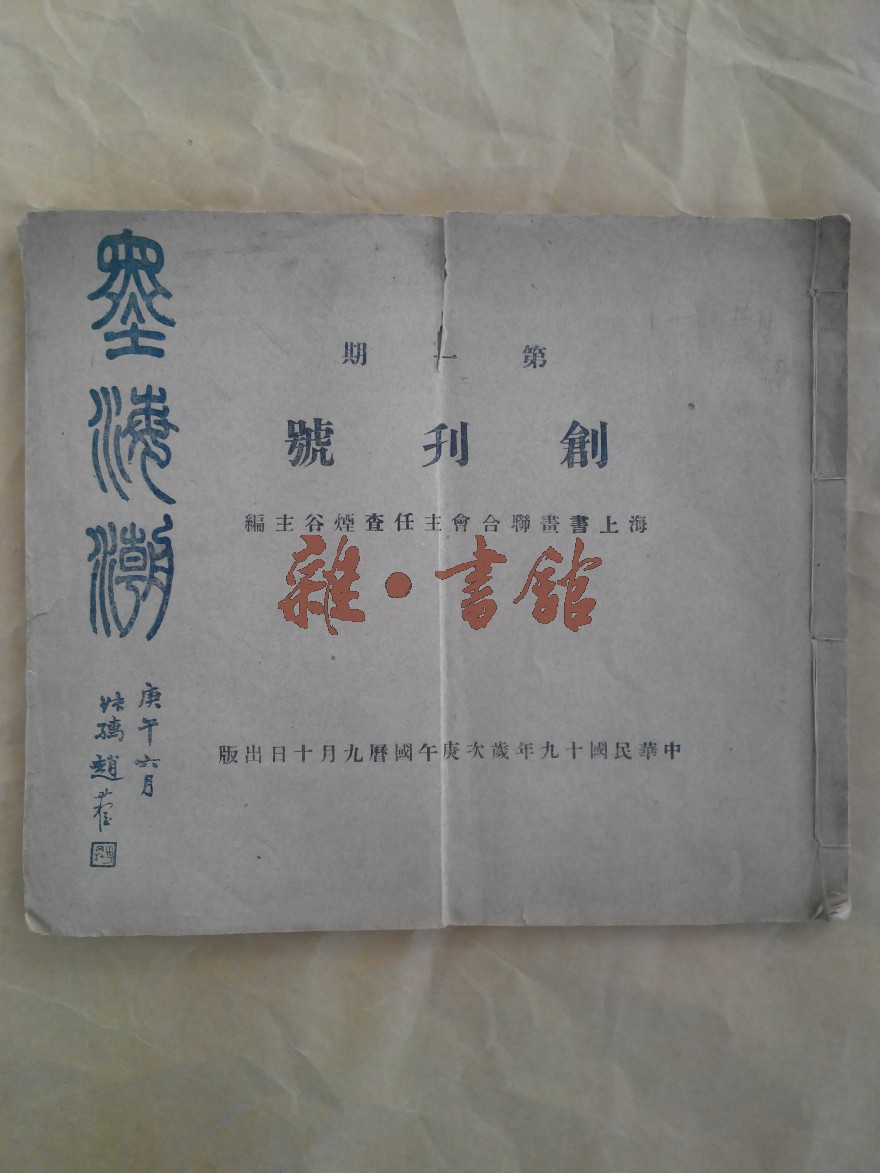 墨海潮
庚午六月
趙
第一期
創刊號
海上書畫聯合會主任查煙谷主編
雜·書舘
中華民國十九年歲次庚午國曆九月十日出版